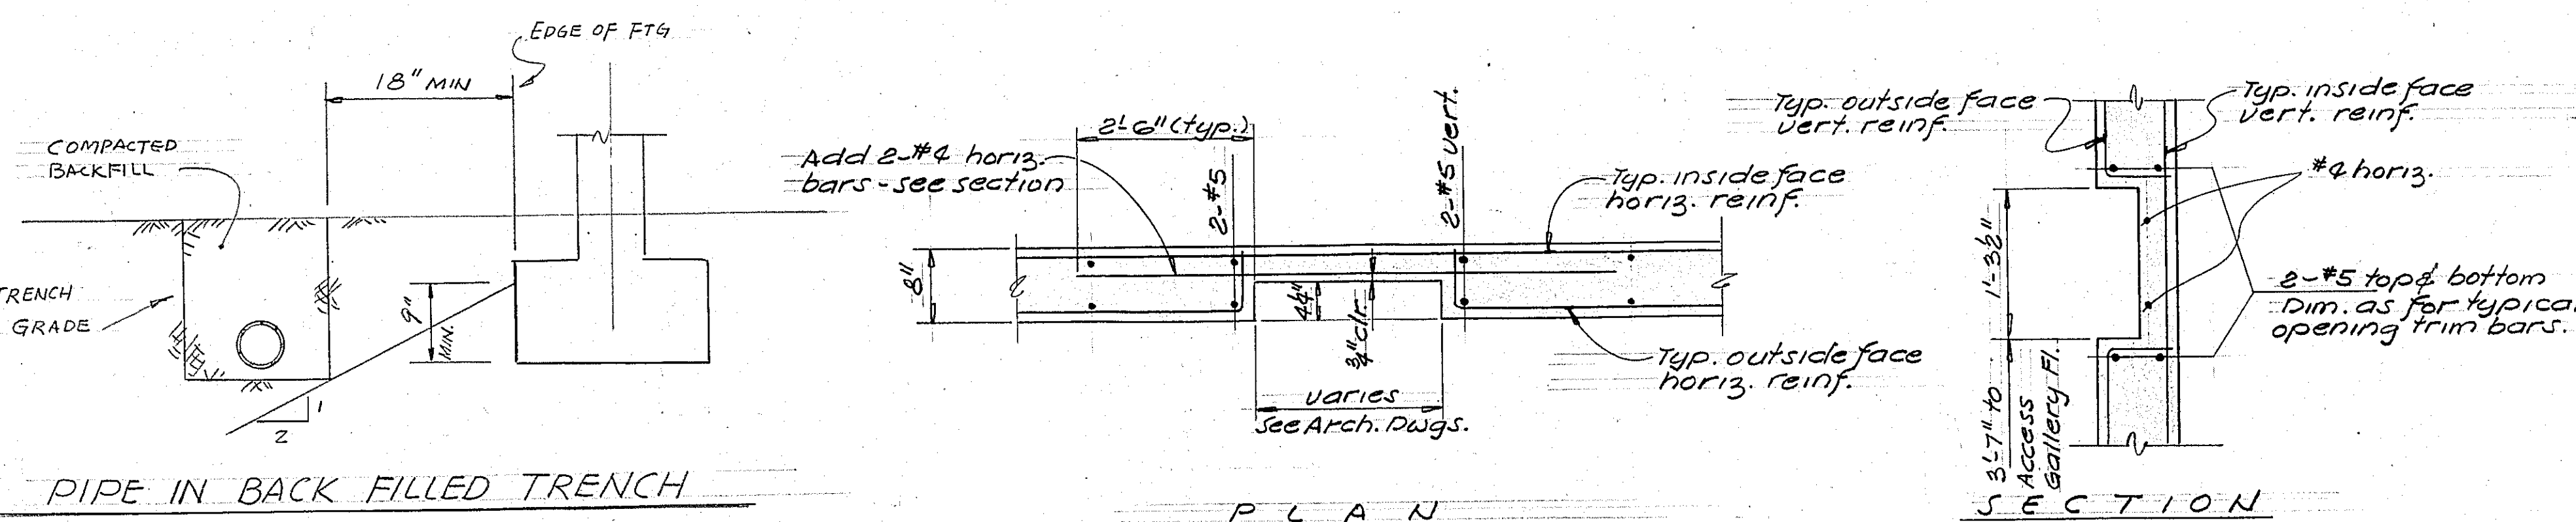 EDGE OF FTG
18" MIN
COMPACTED
BACKFILL
TRENCH
GRADE
9"
MIN.
1
2
PIPE IN BACK FILLED TRENCH
2'-6" (typ.)
Add 2-#4 horiz.
bars - see section
2-#5
2-#5 vert.
Typ. inside face
horiz. reinf.
8"
4¼"
¾" clr.
Typ. outside face
horiz. reinf.
varies
See Arch. Dwgs.
PLAN
Typ. outside face
vert. reinf.
Typ. inside face
vert. reinf.
#4 horiz.
1'-3½"
2-#5 top & bottom
Dim. as for typica
opening trim bars.
3'-7" to
Access
Gallery Fl.
SECTION